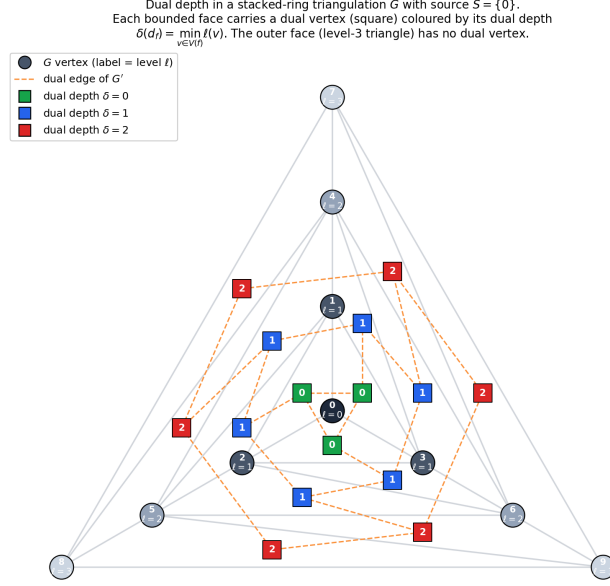 Dual depth in a stacked-ring triangulation G with source S = {0}.
Each bounded face carries a dual vertex (square) coloured by its dual depth
δ(d_f) = min_{v∈V(f)} ℓ(v). The outer face (level-3 triangle) has no dual vertex.
G vertex (label = level ℓ)
dual edge of G′
dual depth δ = 0
dual depth δ = 1
dual depth δ = 2
7
4
ℓ = 2
2
2
1
ℓ = 1
1
1
0
0
1
2
0
ℓ = 0
2
1
0
2
ℓ = 1
3
ℓ = 1
1
1
5
ℓ = 2
6
ℓ = 2
2
2
8
9